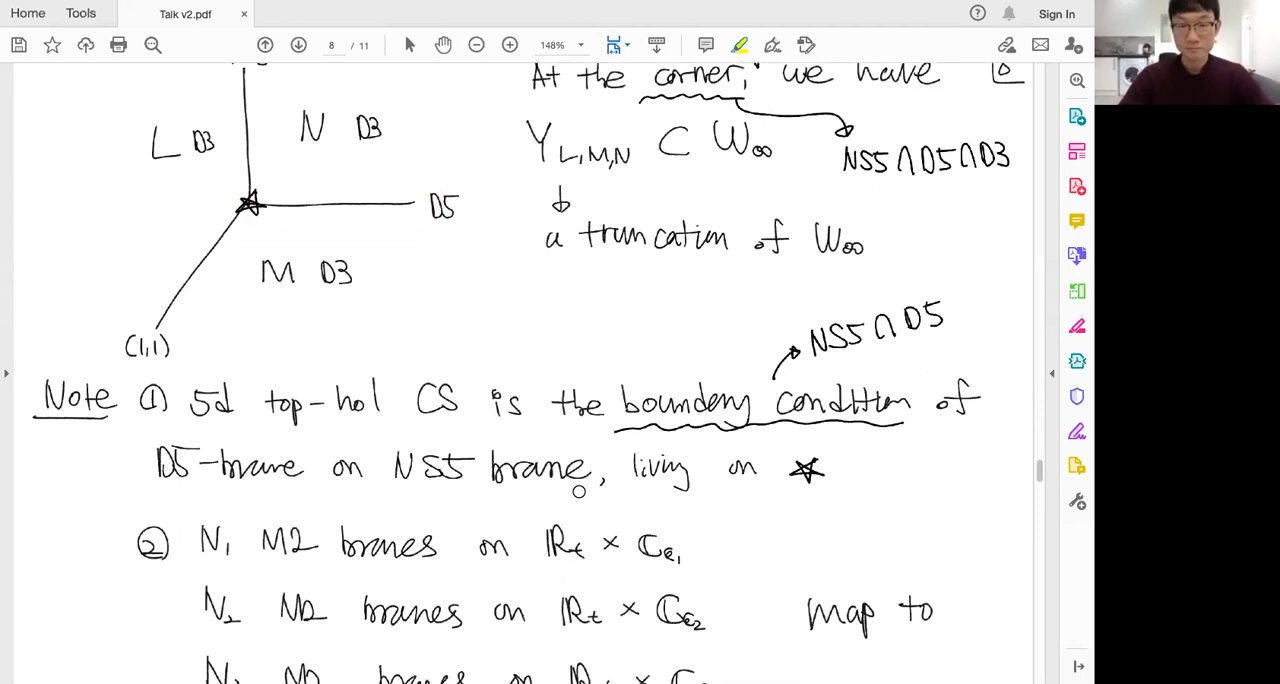 Home Tools Talk v2.pdf × Sign In
8 / 11 148%
At the corner, we have
L D3 N D3
Y L,M,N ⊂ W∞
NS5 ∩ D5 ∩ D3
D5
a truncation of W∞
M D3
(1,1)
NS5 ∩ D5
Note ① 5d top-hol CS is the boundary condition of
D5-brane on NS5 brane, living on ☆
② N₁ M2 branes on ℝt × ℂε₁
N₂ M2 branes on ℝt × ℂε₂ map to